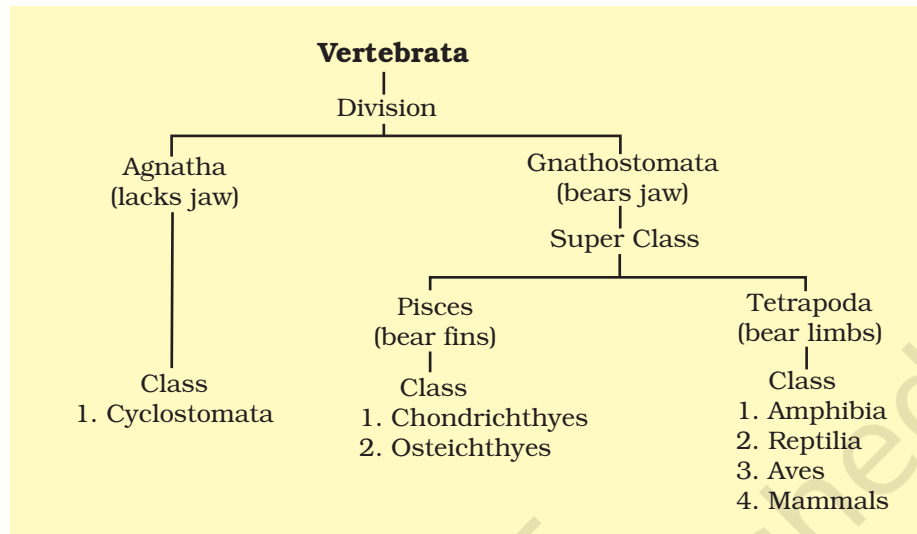 Vertebrata
Division
Agnatha
(lacks jaw)
Gnathostomata
(bears jaw)
Super Class
Pisces
(bear fins)
Tetrapoda
(bear limbs)
Class
1. Cyclostomata
Class
1. Chondrichthyes
2. Osteichthyes
Class
1. Amphibia
2. Reptilia
3. Aves
4. Mammals